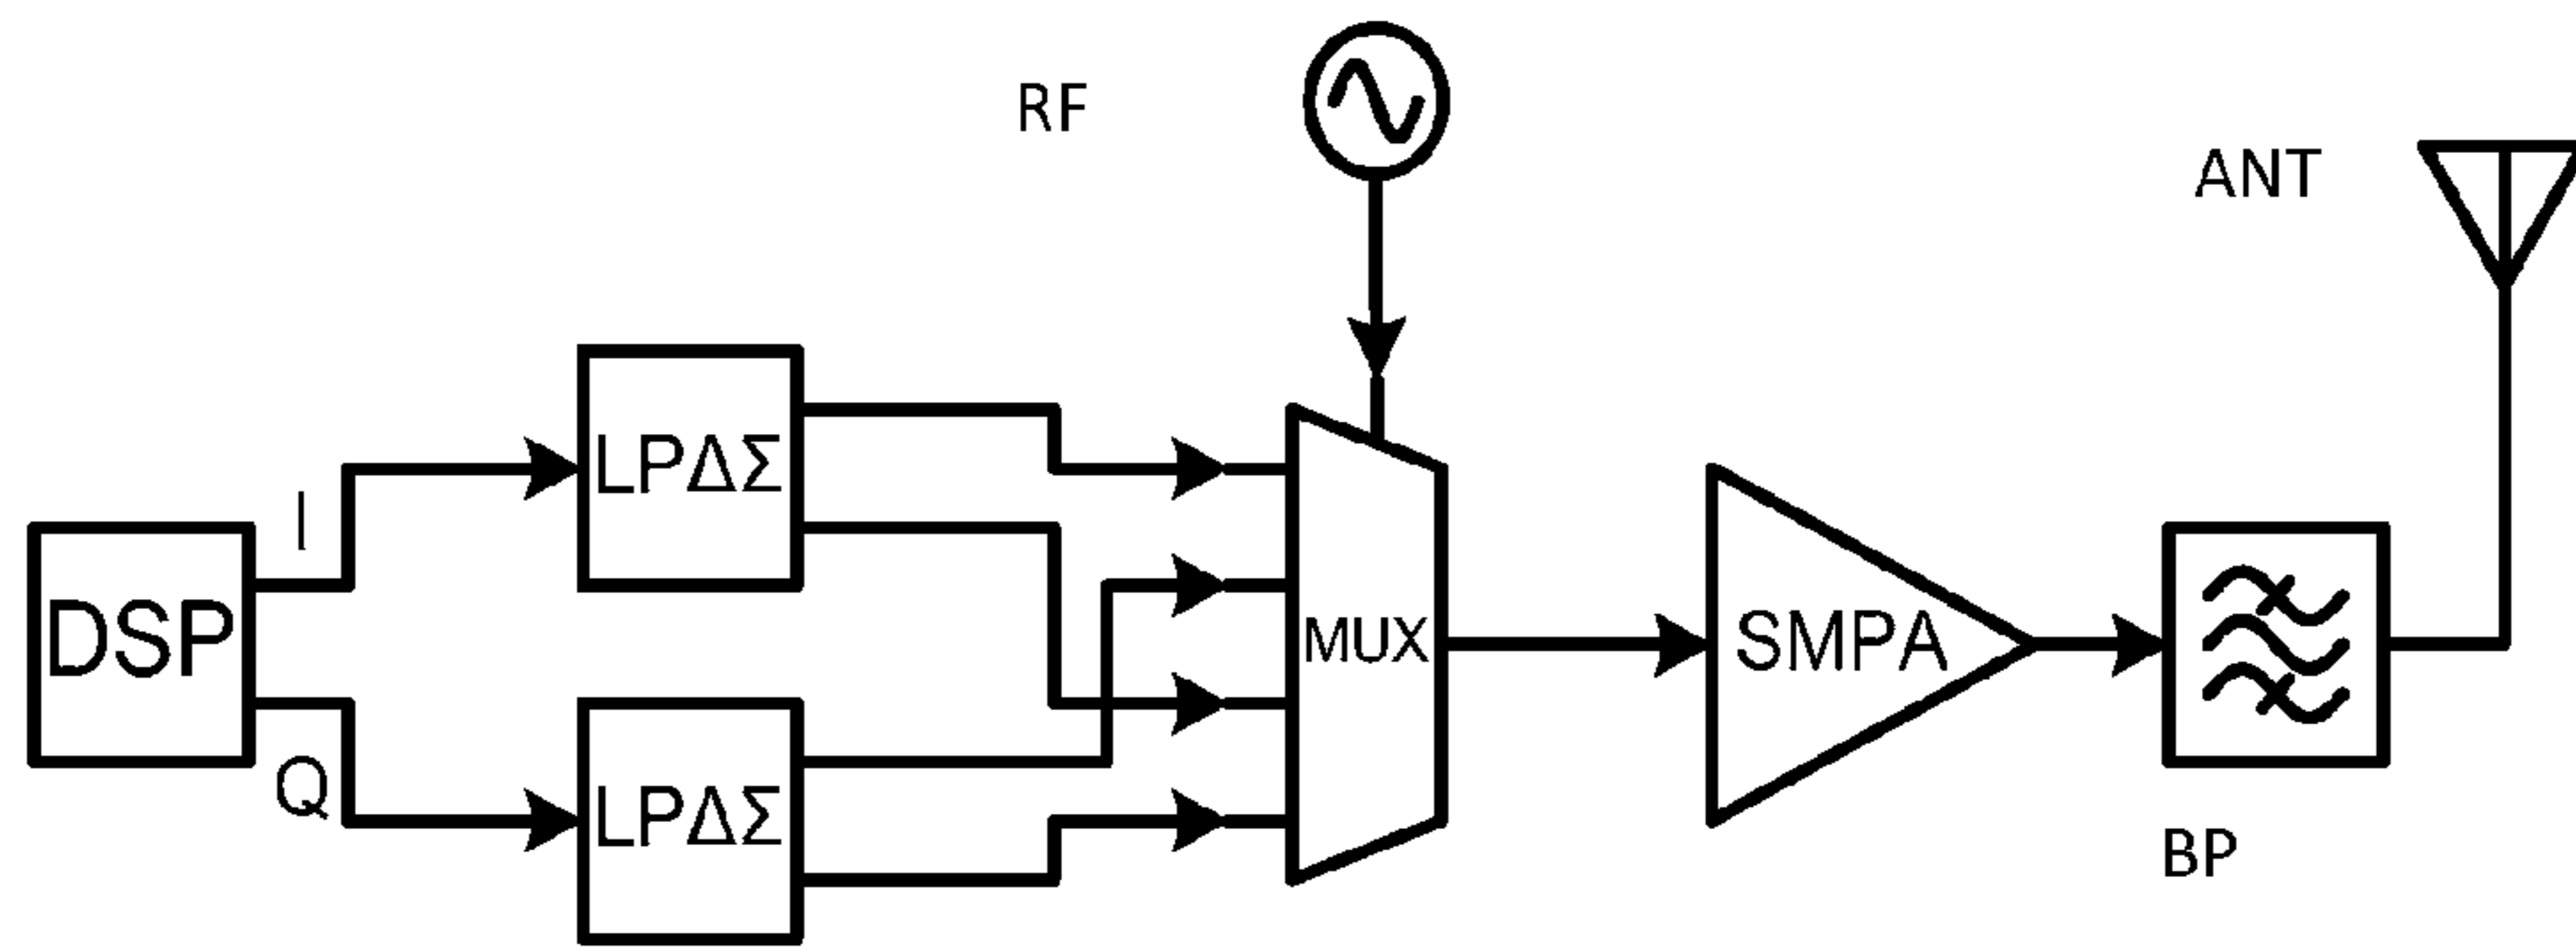 RF
ANT
I
LPΔΣ
DSP
MUX
SMPA
Q
LPΔΣ
BP